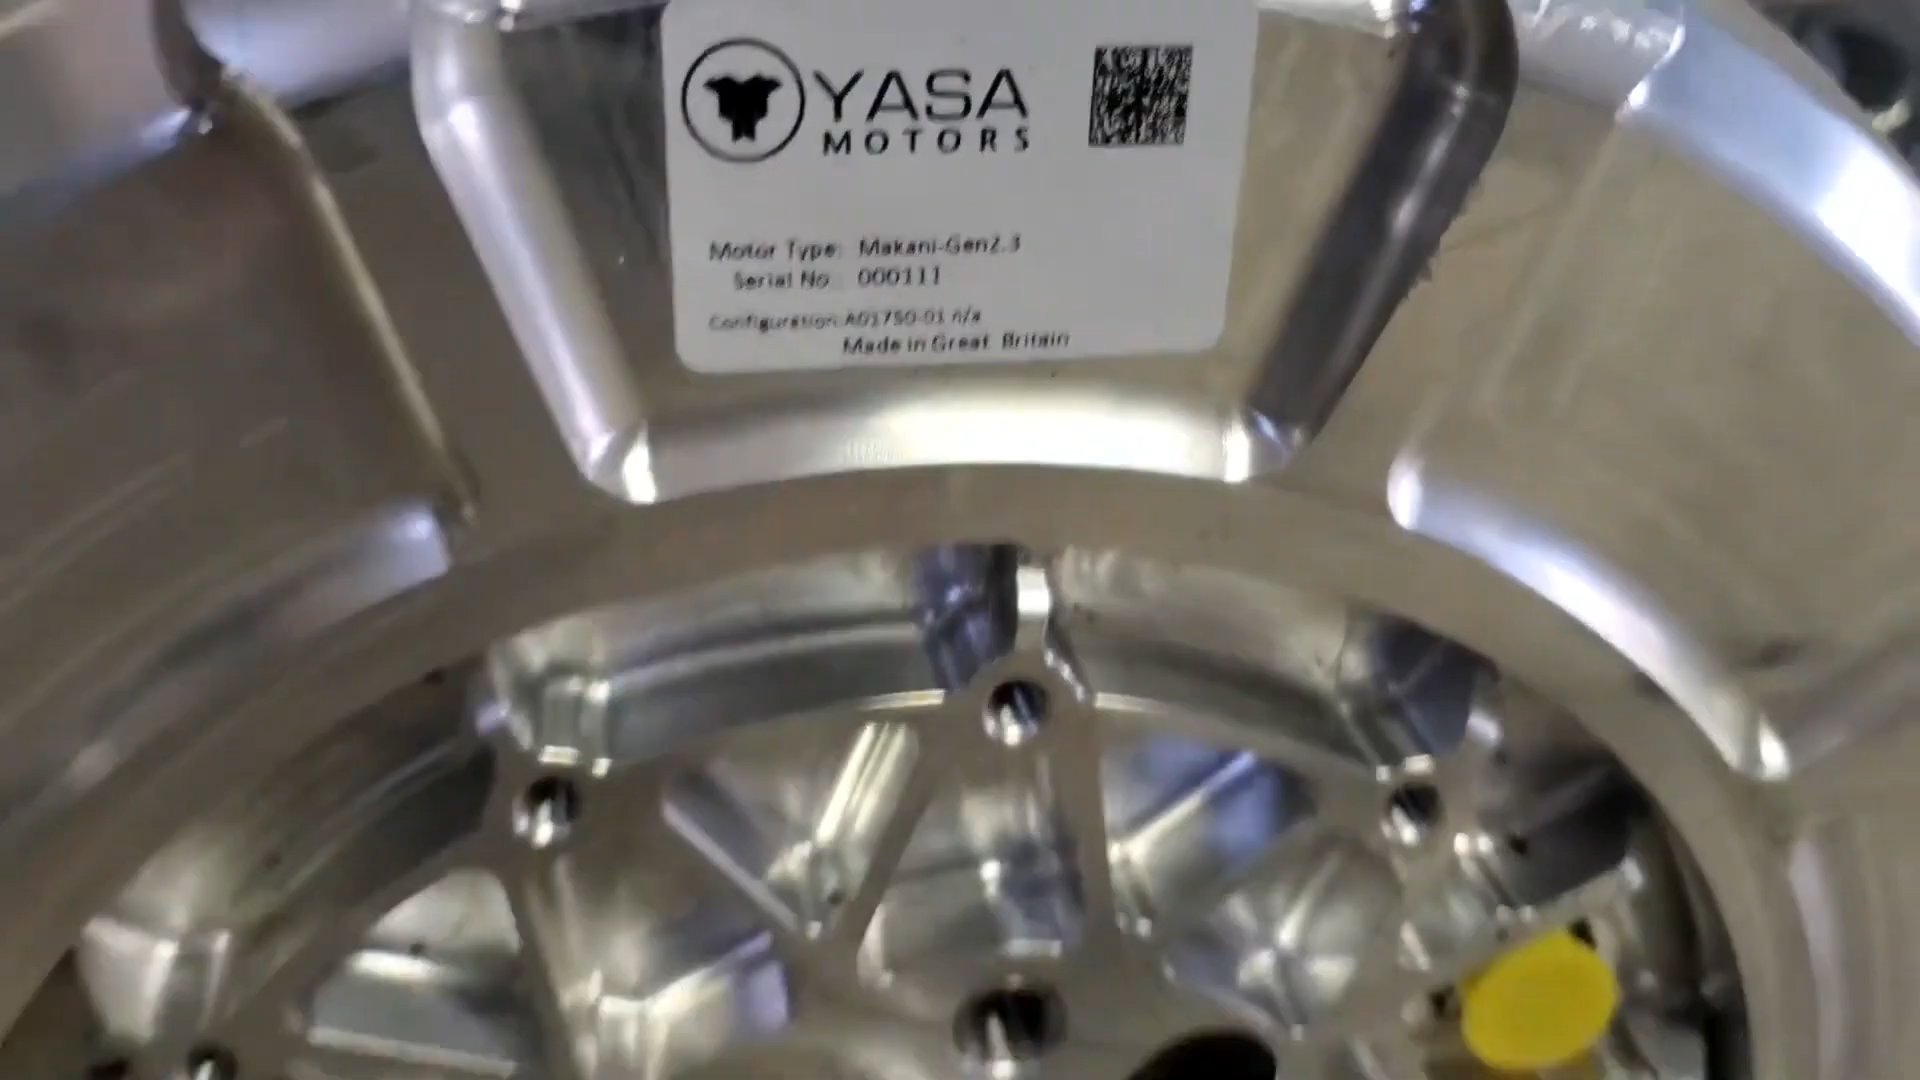 YASA
MOTORS
Motor Type: Makani-Gen2.3
Serial No: 000111
Configuration: A01750-01 n/a
Made in Great Britain